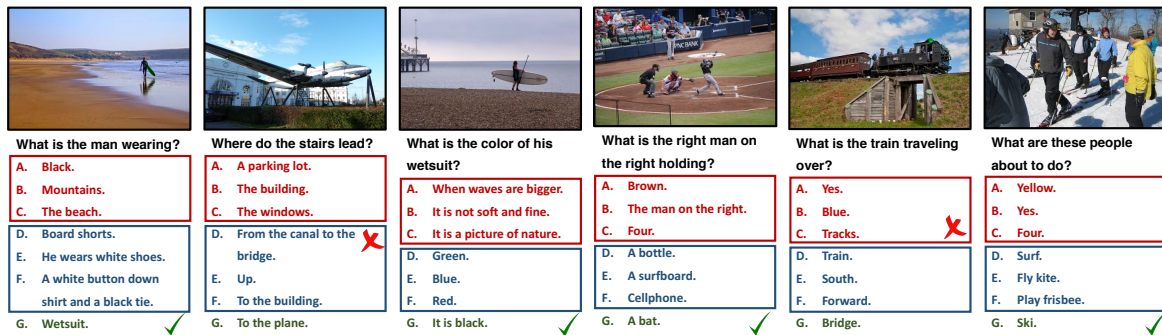 PNC BANK
What is the man wearing?
A. Black.
B. Mountains.
C. The beach.
D. Board shorts.
E. He wears white shoes.
F. A white button down
shirt and a black tie.
G. Wetsuit.
Where do the stairs lead?
A. A parking lot.
B. The building.
C. The windows.
D. From the canal to the
bridge.
E. Up.
F. To the building.
G. To the plane.
What is the color of his
wetsuit?
A. When waves are bigger.
B. It is not soft and fine.
C. It is a picture of nature.
D. Green.
E. Blue.
F. Red.
G. It is black.
What is the right man on
the right holding?
A. Brown.
B. The man on the right.
C. Four.
D. A bottle.
E. A surfboard.
F. Cellphone.
G. A bat.
What is the train traveling
over?
A. Yes.
B. Blue.
C. Tracks.
D. Train.
E. South.
F. Forward.
G. Bridge.
What are these people
about to do?
A. Yellow.
B. Yes.
C. Four.
D. Surf.
E. Fly kite.
F. Play frisbee.
G. Ski.